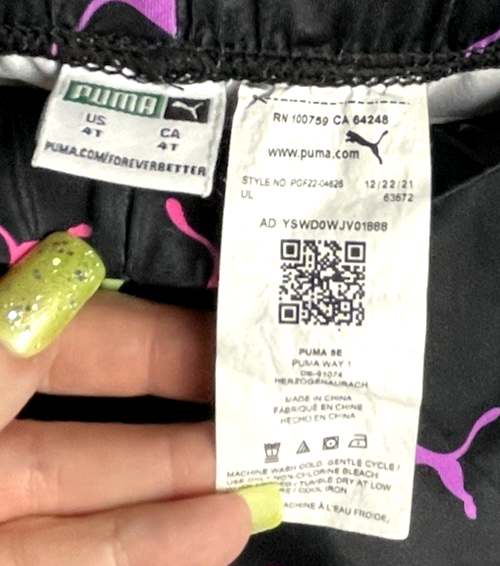 PUMA
US CA
4T 4T
PUMA.COM/FOREVERBETTER
RN 100759 CA 64248
www.puma.com
STYLE NO. PGFZ2-04626 12/22/21
UL 63672
AD YSWD0WJV01888
PUMA SE
PUMA WAY 1
DE-91074
HERZOGENAURACH
MADE IN CHINA
FABRIQUÉ EN CHINE
HECHO EN CHINA
MACHINE WASH COLD, GENTLE CYCLE /
USE ONLY NON-CHLORINE BLEACH
/ TUMBLE DRY AT LOW
/ COOL IRON
MACHINE À L'EAU FROIDE,